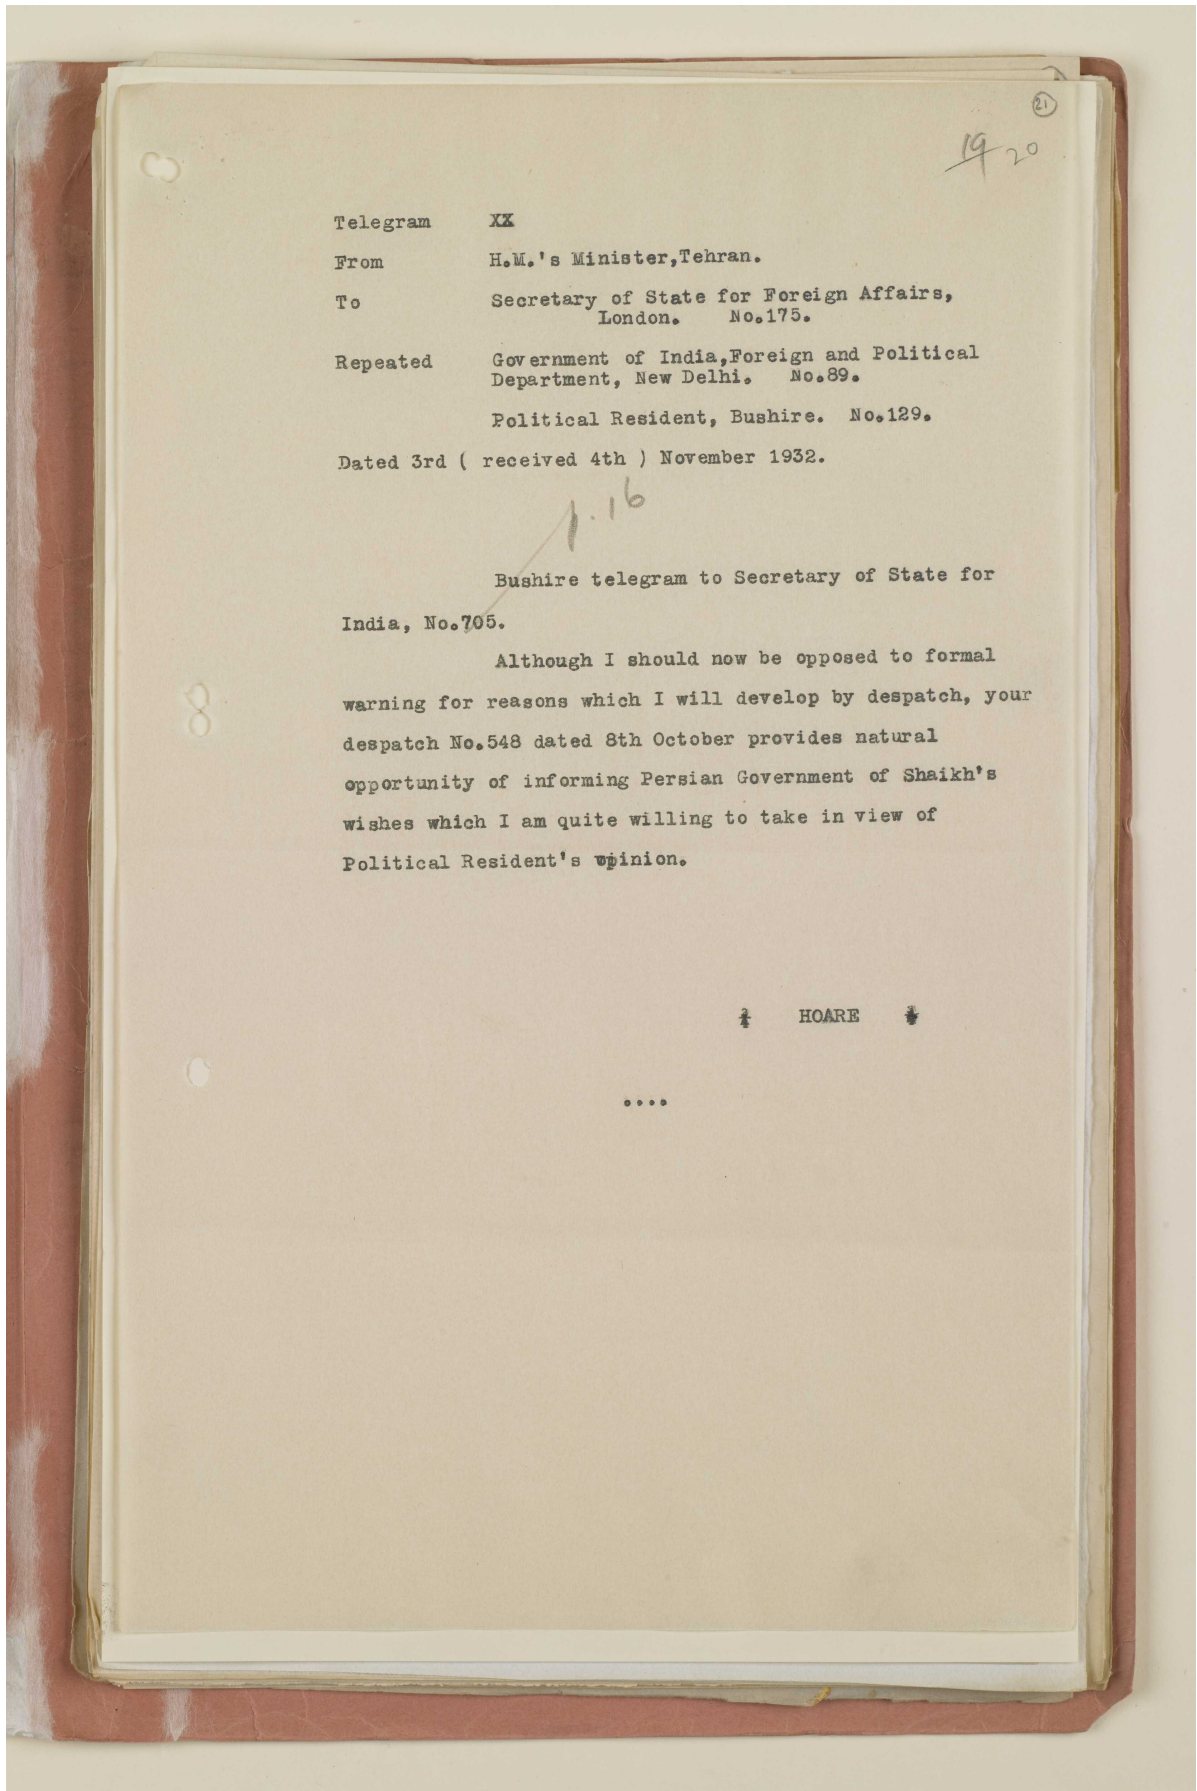 21
19 20
Telegram XX
From H.M.'s Minister,Tehran.
To Secretary of State for Foreign Affairs,
London. No.175.
Repeated Government of India,Foreign and Political
Department, New Delhi. No.89.
Political Resident, Bushire. No.129.
Dated 3rd ( received 4th ) November 1932.
p.16
Bushire telegram to Secretary of State for
India, No.705.
Although I should now be opposed to formal
warning for reasons which I will develop by despatch, your
despatch No.548 dated 8th October provides natural
opportunity of informing Persian Government of Shaikh's
wishes which I am quite willing to take in view of
Political Resident's opinion.
HOARE
....